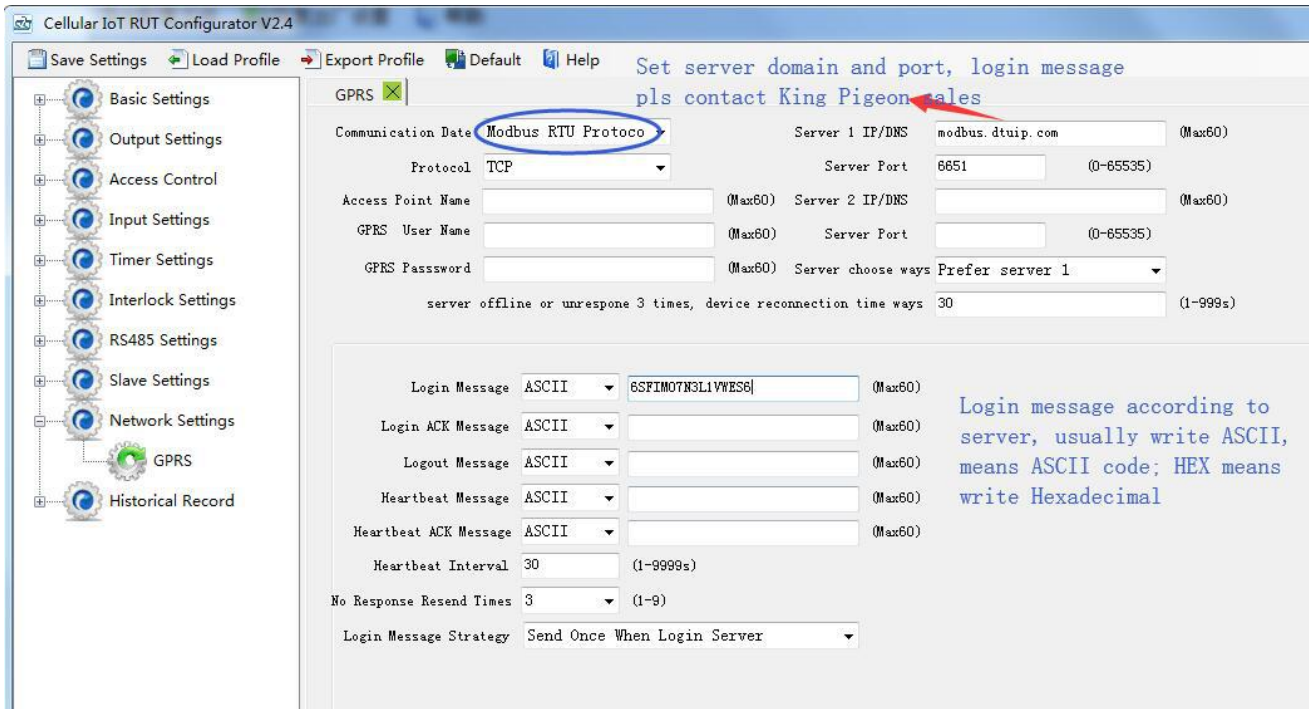 Cellular IoT RUT Configurator V2.4
Save Settings Load Profile Export Profile Default Help
Set server domain and port, login message
pls contact King Pigeon sales
Basic Settings
Output Settings
Access Control
Input Settings
Timer Settings
Interlock Settings
RS485 Settings
Slave Settings
Network Settings
GPRS
Historical Record
GPRS
Communication Date Modbus RTU Protoco Server 1 IP/DNS modbus.dtuip.com (Max60)
Protocol TCP Server Port 6651 (0-65535)
Access Point Name (Max60) Server 2 IP/DNS (Max60)
GPRS User Name (Max60) Server Port (0-65535)
GPRS Passsword (Max60) Server choose ways Prefer server 1
server offline or unrespone 3 times, device reconnection time ways 30 (1-999s)
Login Message ASCII 6SFIMO7N3L1VWES6 (Max60)
Login ACK Message ASCII (Max60)
Logout Message ASCII (Max60)
Heartbeat Message ASCII (Max60)
Heartbeat ACK Message ASCII (Max60)
Heartbeat Interval 30 (1-9999s)
No Response Resend Times 3 (1-9)
Login Message Strategy Send Once When Login Server
Login message according to
server, usually write ASCII,
means ASCII code; HEX means
write Hexadecimal